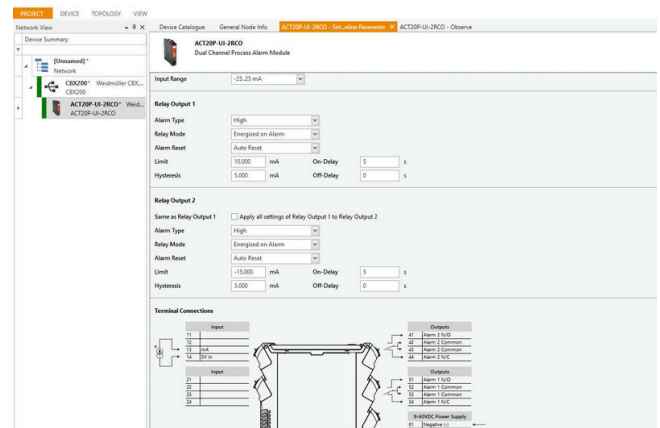 PROJECT DEVICE TOPOLOGY VIEW
Network View
Device Catalogue General Node Info ACT20P-UI-2RCO - Set...nline Parameter × ACT20P-UI-2RCO - Observe
Device Summary
[Unnamed]*
Network
CBX200* Weidmüller CBX,...
CBX200
ACT20P-UI-2RCO* Weid...
ACT20P-UI-2RCO
ACT20P-UI-2RCO
Dual Channel Process Alarm Module
Input Range -25..25 mA
Relay Output 1
Alarm Type High
Relay Mode Energized on Alarm
Alarm Reset Auto Reset
Limit 10.000 mA On-Delay 5 s
Hysteresis 5.000 mA Off-Delay 0 s
Relay Output 2
Same as Relay Output 1 Apply all settings of Relay Output 1 to Relay Output 2
Alarm Type High
Relay Mode Energized on Alarm
Alarm Reset Auto Reset
Limit -15.000 mA On-Delay 5 s
Hysteresis 5.000 mA Off-Delay 0 s
Terminal Connections
Input
11
12
13 mA
14 0V in
Input
21
22
23
24
Outputs
41 Alarm 2 N/O
42 Alarm 2 Common
43 Alarm 2 Common
44 Alarm 2 N/C
Outputs
51 Alarm 1 N/O
52 Alarm 1 Common
53 Alarm 1 Common
54 Alarm 1 N/C
9-60VDC Power Supply
81 Negative (-)